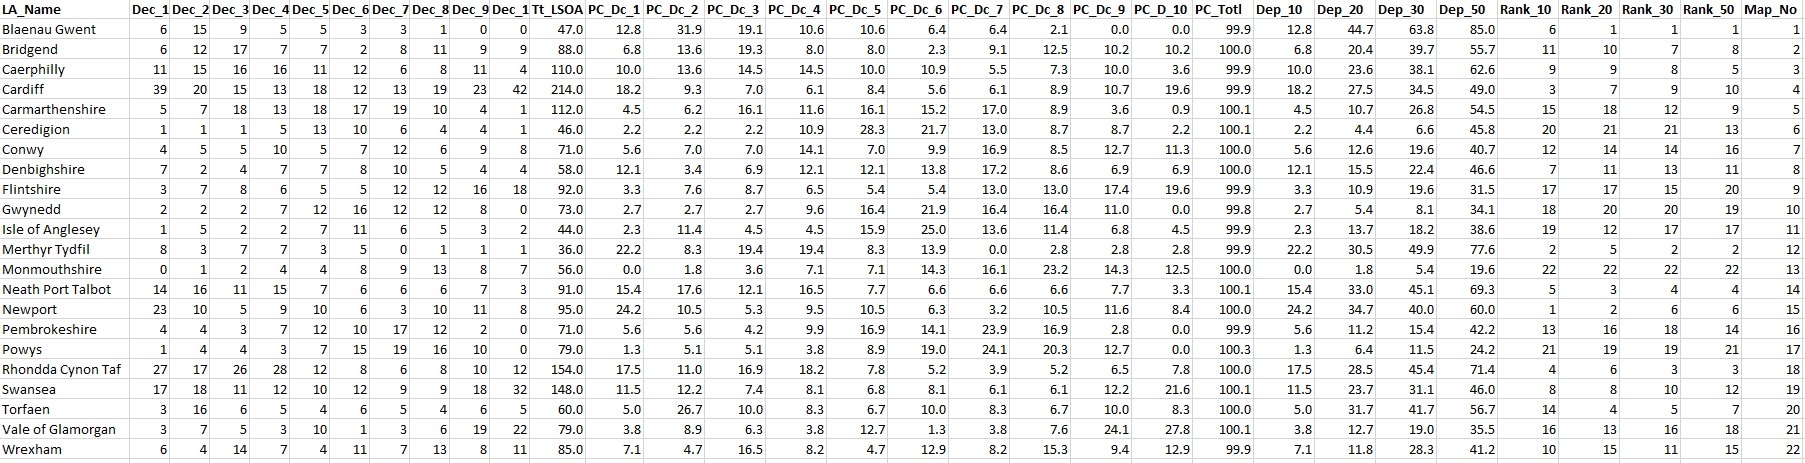 LA_Name Dec_1 Dec_2 Dec_3 Dec_4 Dec_5 Dec_6 Dec_7 Dec_8 Dec_9 Dec_1 Tt_LSOA PC_Dc_1 PC_Dc_2 PC_Dc_3 PC_Dc_4 PC_Dc_5 PC_Dc_6 PC_Dc_7 PC_Dc_8 PC_Dc_9 PC_D_10 PC_Totl Dep_10 Dep_20 Dep_30 Dep_50 Rank_10 Rank_20 Rank_30 Rank_50 Map_No
Blaenau Gwent 6 15 9 5 5 3 3 1 0 0 47.0 12.8 31.9 19.1 10.6 10.6 6.4 6.4 2.1 0.0 0.0 99.9 12.8 44.7 63.8 85.0 6 1 1 1 1
Bridgend 6 12 17 7 7 2 8 11 9 9 88.0 6.8 13.6 19.3 8.0 8.0 2.3 9.1 12.5 10.2 10.2 100.0 6.8 20.4 39.7 55.7 11 10 7 8 2
Caerphilly 11 15 16 16 11 12 6 8 11 4 110.0 10.0 13.6 14.5 14.5 10.0 10.9 5.5 7.3 10.0 3.6 99.9 10.0 23.6 38.1 62.6 9 9 8 5 3
Cardiff 39 20 15 13 18 12 13 19 23 42 214.0 18.2 9.3 7.0 6.1 8.4 5.6 6.1 8.9 10.7 19.6 99.9 18.2 27.5 34.5 49.0 3 7 9 10 4
Carmarthenshire 5 7 18 13 18 17 19 10 4 1 112.0 4.5 6.2 16.1 11.6 16.1 15.2 17.0 8.9 3.6 0.9 100.1 4.5 10.7 26.8 54.5 15 18 12 9 5
Ceredigion 1 1 1 5 13 10 6 4 4 1 46.0 2.2 2.2 2.2 10.9 28.3 21.7 13.0 8.7 8.7 2.2 100.1 2.2 4.4 6.6 45.8 20 21 21 13 6
Conwy 4 5 5 10 5 7 12 6 9 8 71.0 5.6 7.0 7.0 14.1 7.0 9.9 16.9 8.5 12.7 11.3 100.0 5.6 12.6 19.6 40.7 12 14 14 16 7
Denbighshire 7 2 4 7 7 8 10 5 4 4 58.0 12.1 3.4 6.9 12.1 12.1 13.8 17.2 8.6 6.9 6.9 100.0 12.1 15.5 22.4 46.6 7 11 13 11 8
Flintshire 3 7 8 6 5 5 12 12 16 18 92.0 3.3 7.6 8.7 6.5 5.4 5.4 13.0 13.0 17.4 19.6 99.9 3.3 10.9 19.6 31.5 17 17 15 20 9
Gwynedd 2 2 2 7 12 16 12 12 8 0 73.0 2.7 2.7 2.7 9.6 16.4 21.9 16.4 16.4 11.0 0.0 99.8 2.7 5.4 8.1 34.1 18 20 20 19 10
Isle of Anglesey 1 5 2 2 7 11 6 5 3 2 44.0 2.3 11.4 4.5 4.5 15.9 25.0 13.6 11.4 6.8 4.5 99.9 2.3 13.7 18.2 38.6 19 12 17 17 11
Merthyr Tydfil 8 3 7 7 3 5 0 1 1 1 36.0 22.2 8.3 19.4 19.4 8.3 13.9 0.0 2.8 2.8 2.8 99.9 22.2 30.5 49.9 77.6 2 5 2 2 12
Monmouthshire 0 1 2 4 4 8 9 13 8 7 56.0 0.0 1.8 3.6 7.1 7.1 14.3 16.1 23.2 14.3 12.5 100.0 0.0 1.8 5.4 19.6 22 22 22 22 13
Neath Port Talbot 14 16 11 15 7 6 6 6 7 3 91.0 15.4 17.6 12.1 16.5 7.7 6.6 6.6 6.6 7.7 3.3 100.1 15.4 33.0 45.1 69.3 5 3 4 4 14
Newport 23 10 5 9 10 6 3 10 11 8 95.0 24.2 10.5 5.3 9.5 10.5 6.3 3.2 10.5 11.6 8.4 100.0 24.2 34.7 40.0 60.0 1 2 6 6 15
Pembrokeshire 4 4 3 7 12 10 17 12 2 0 71.0 5.6 5.6 4.2 9.9 16.9 14.1 23.9 16.9 2.8 0.0 99.9 5.6 11.2 15.4 42.2 13 16 18 14 16
Powys 1 4 4 3 7 15 19 16 10 0 79.0 1.3 5.1 5.1 3.8 8.9 19.0 24.1 20.3 12.7 0.0 100.3 1.3 6.4 11.5 24.2 21 19 19 21 17
Rhondda Cynon Taf 27 17 26 28 12 8 6 8 10 12 154.0 17.5 11.0 16.9 18.2 7.8 5.2 3.9 5.2 6.5 7.8 100.0 17.5 28.5 45.4 71.4 4 6 3 3 18
Swansea 17 18 11 12 10 12 9 9 18 32 148.0 11.5 12.2 7.4 8.1 6.8 8.1 6.1 6.1 12.2 21.6 100.1 11.5 23.7 31.1 46.0 8 8 10 12 19
Torfaen 3 16 6 5 4 6 5 4 6 5 60.0 5.0 26.7 10.0 8.3 6.7 10.0 8.3 6.7 10.0 8.3 100.0 5.0 31.7 41.7 56.7 14 4 5 7 20
Vale of Glamorgan 3 7 5 3 10 1 3 6 19 22 79.0 3.8 8.9 6.3 3.8 12.7 1.3 3.8 7.6 24.1 27.8 100.1 3.8 12.7 19.0 35.5 16 13 16 18 21
Wrexham 6 4 14 7 4 11 7 13 8 11 85.0 7.1 4.7 16.5 8.2 4.7 12.9 8.2 15.3 9.4 12.9 99.9 7.1 11.8 28.3 41.2 10 15 11 15 22